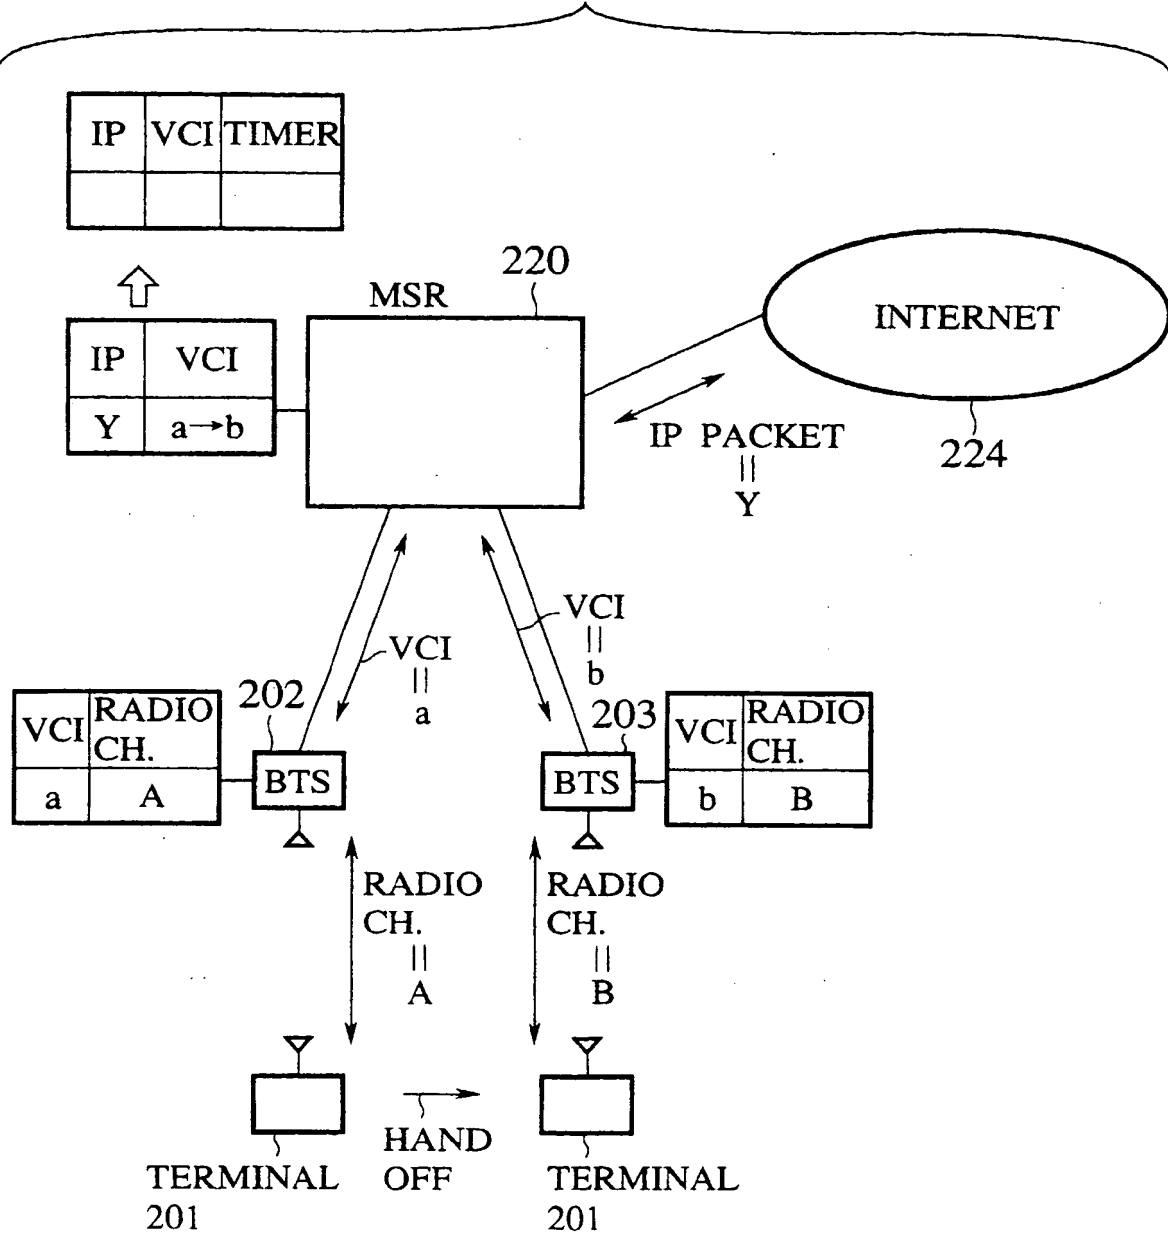 IP VCI TIMER
220
MSR
INTERNET
IP VCI
Y a→b
IP PACKET
||
Y
224
VCI
||
b
VCI
||
a
202
203
VCI RADIO
CH.
a A
BTS
BTS
VCI RADIO
CH.
b B
RADIO
CH.
||
A
RADIO
CH.
||
B
HAND
OFF
TERMINAL
201
TERMINAL
201